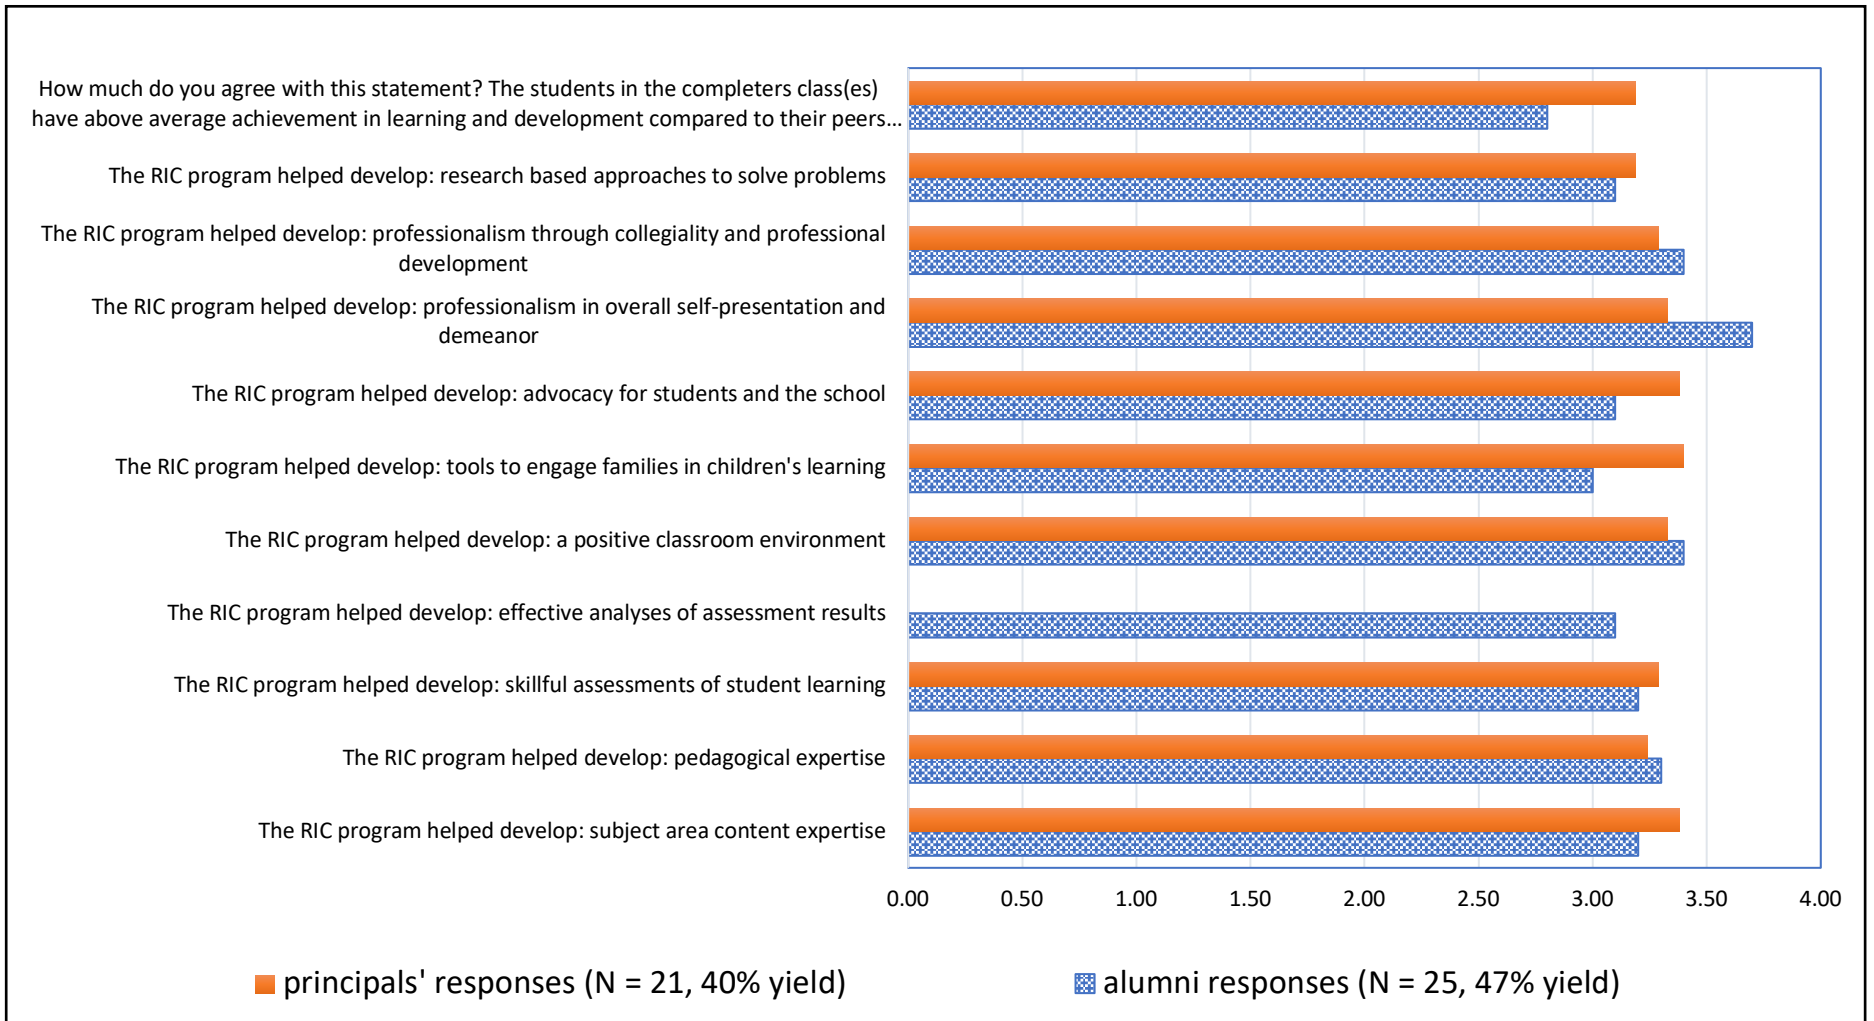 How much do you agree with this statement? The students in the completers class(es)
have above average achievement in learning and development compared to their peers...
The RIC program helped develop: research based approaches to solve problems
The RIC program helped develop: professionalism through collegiality and professional
development
The RIC program helped develop: professionalism in overall self-presentation and
demeanor
The RIC program helped develop: advocacy for students and the school
The RIC program helped develop: tools to engage families in children's learning
The RIC program helped develop: a positive classroom environment
The RIC program helped develop: effective analyses of assessment results
The RIC program helped develop: skillful assessments of student learning
The RIC program helped develop: pedagogical expertise
The RIC program helped develop: subject area content expertise
0.00 0.50 1.00 1.50 2.00 2.50 3.00 3.50 4.00
principals' responses (N = 21, 40% yield) alumni responses (N = 25, 47% yield)